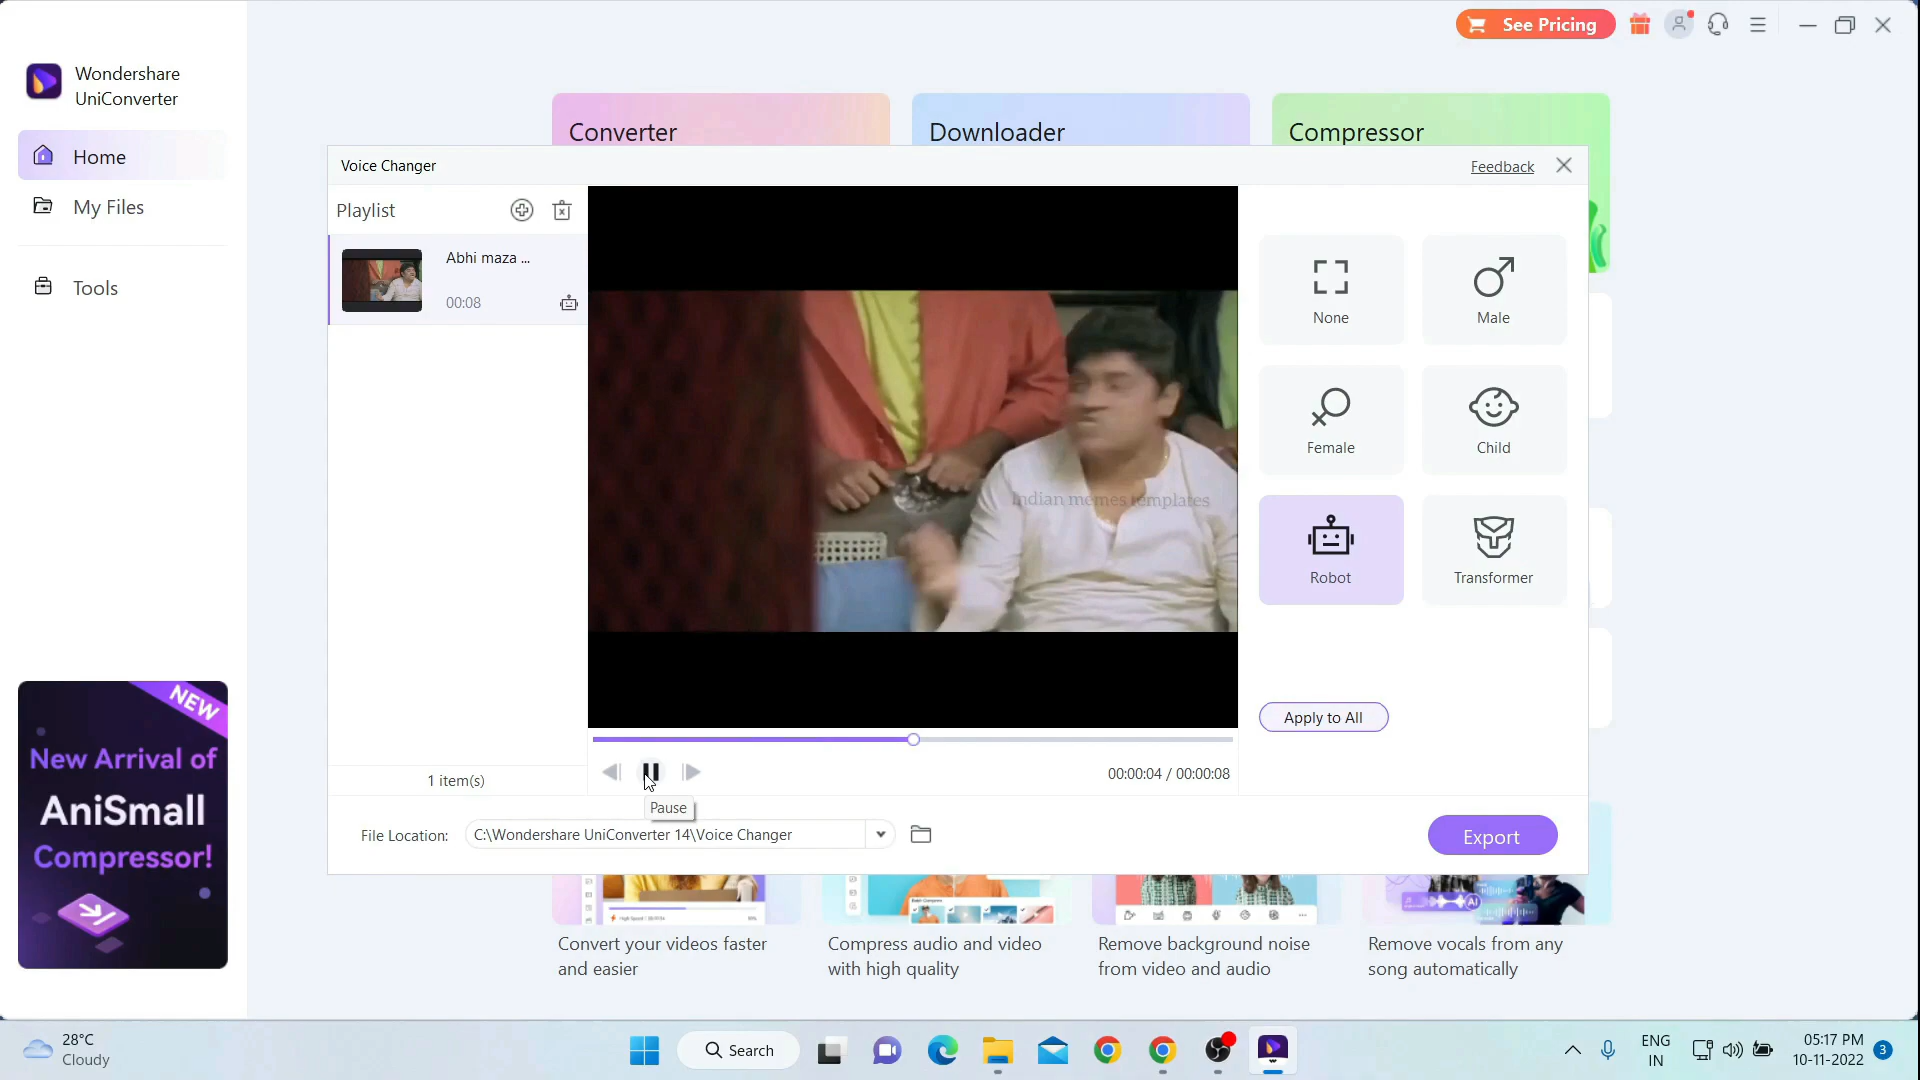 See Pricing
Wondershare
UniConverter
Home
My Files
Tools
Converter
Downloader
Compressor
Voice Changer
Feedback
Playlist
Abhi maza ...
00:08
Indian memes templates
None
Male
Female
Child
Robot
Transformer
Apply to All
00:00:04 / 00:00:08
1 item(s)
Pause
File Location:
C:\Wondershare UniConverter 14\Voice Changer
Export
NEW
New Arrival of
AniSmall
Compressor!
Convert your videos faster
and easier
Compress audio and video
with high quality
Remove background noise
from video and audio
Remove vocals from any
song automatically
AI
28°C
Cloudy
Search
ENG
IN
05:17 PM
10-11-2022
3